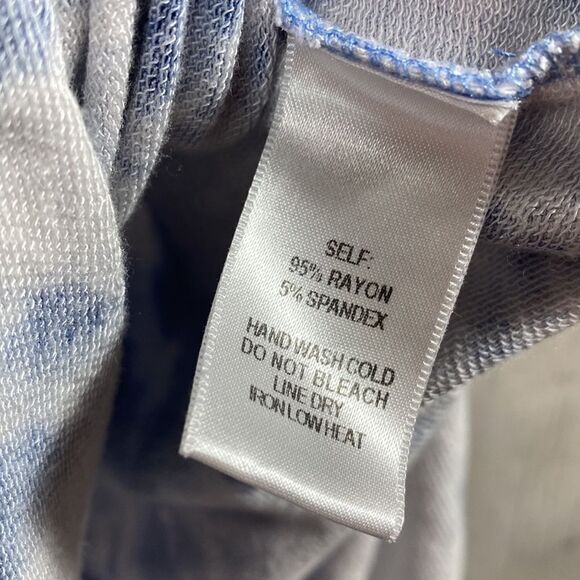 SELF:
95% RAYON
5% SPANDEX
HAND WASH COLD
DO NOT BLEACH
LINE DRY
IRON LOW HEAT